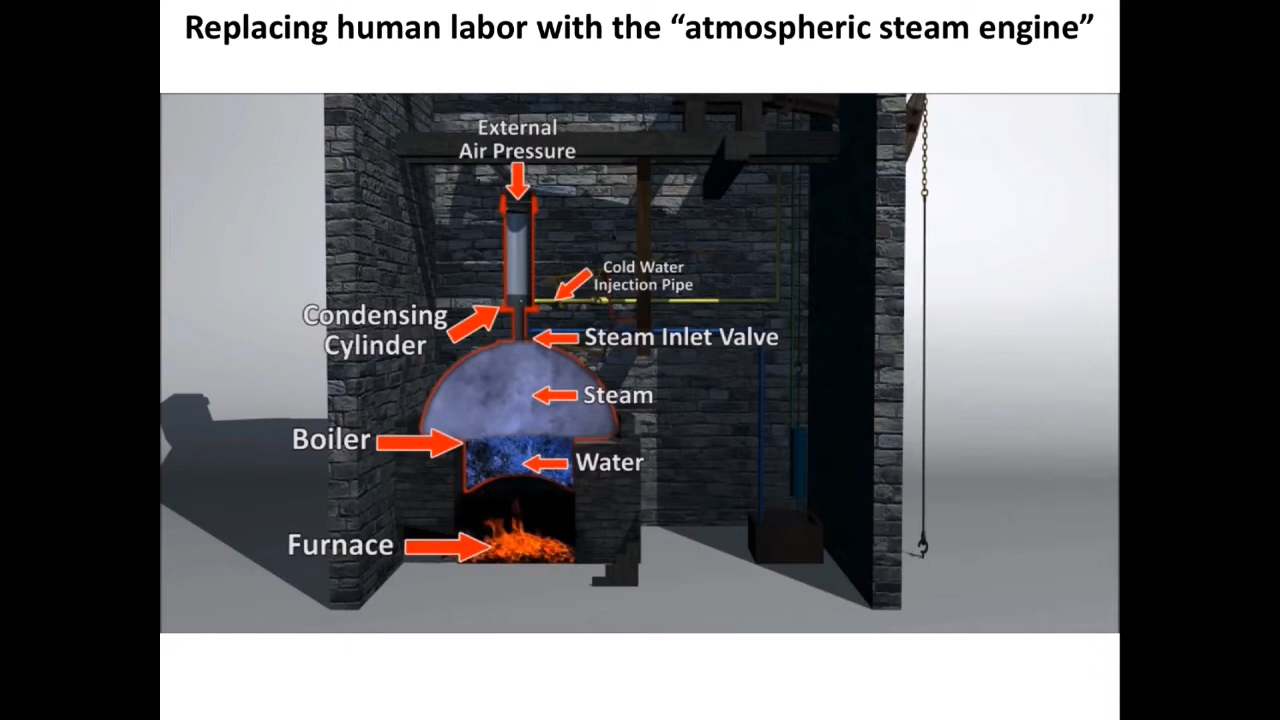 Replacing human labor with the “atmospheric steam engine”
External
Air Pressure
Cold Water
Injection Pipe
Condensing
Cylinder
Steam Inlet Valve
Steam
Boiler
Water
Furnace